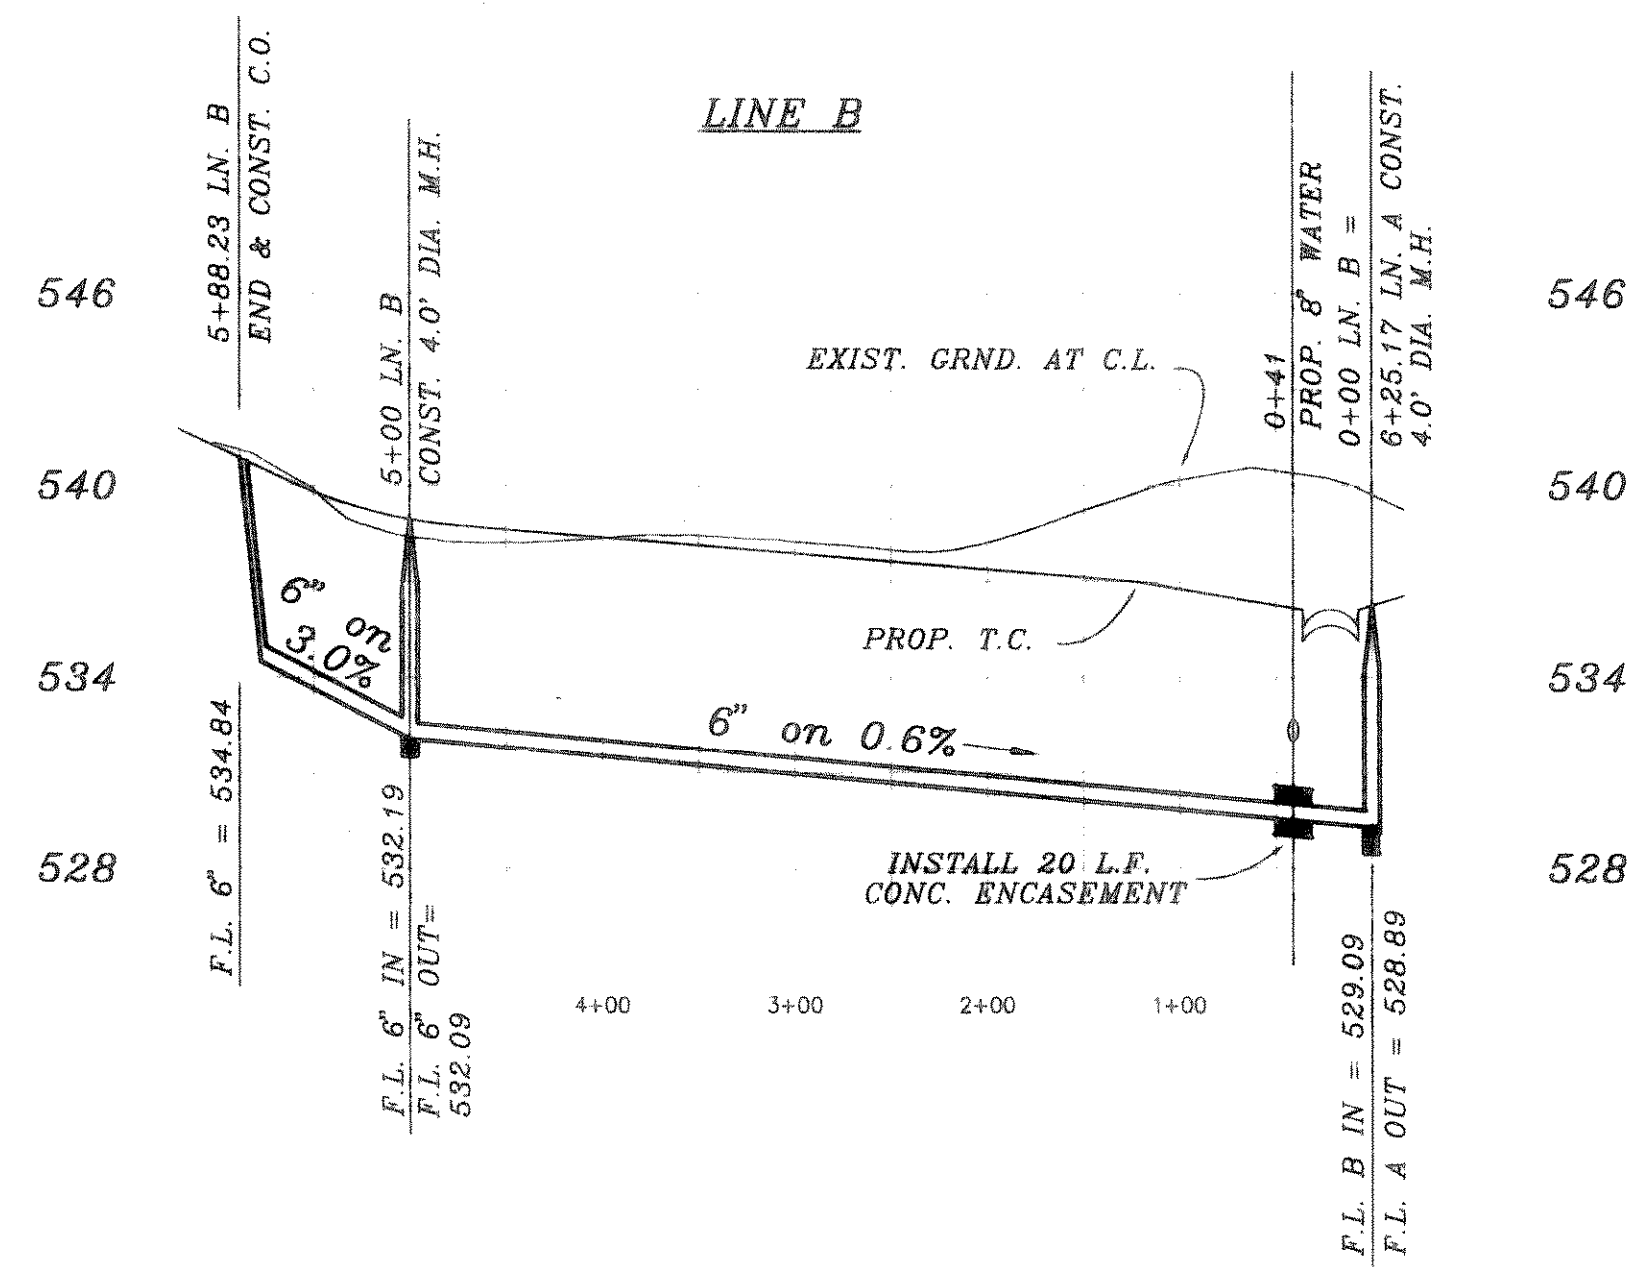 LINE B
5+88.23 LN. B
END & CONST. C.O.
5+00 LN. B
CONST. 4.0' DIA. M.H.
0+41
PROP. 8" WATER
0+00 LN. B =
6+25.17 LN. A CONST.
4.0' DIA. M.H.
546
546
EXIST. GRND. AT C.L.
540
540
6" on
3.0%
PROP. T.C.
534
534
6" on 0.6%
528
528
INSTALL 20 L.F.
CONC. ENCASEMENT
F.L. 6" = 534.84
F.L. 6" IN = 532.19
F.L. 6" OUT=
532.09
4+00
3+00
2+00
1+00
F.L. B IN = 529.09
F.L. A OUT = 528.89